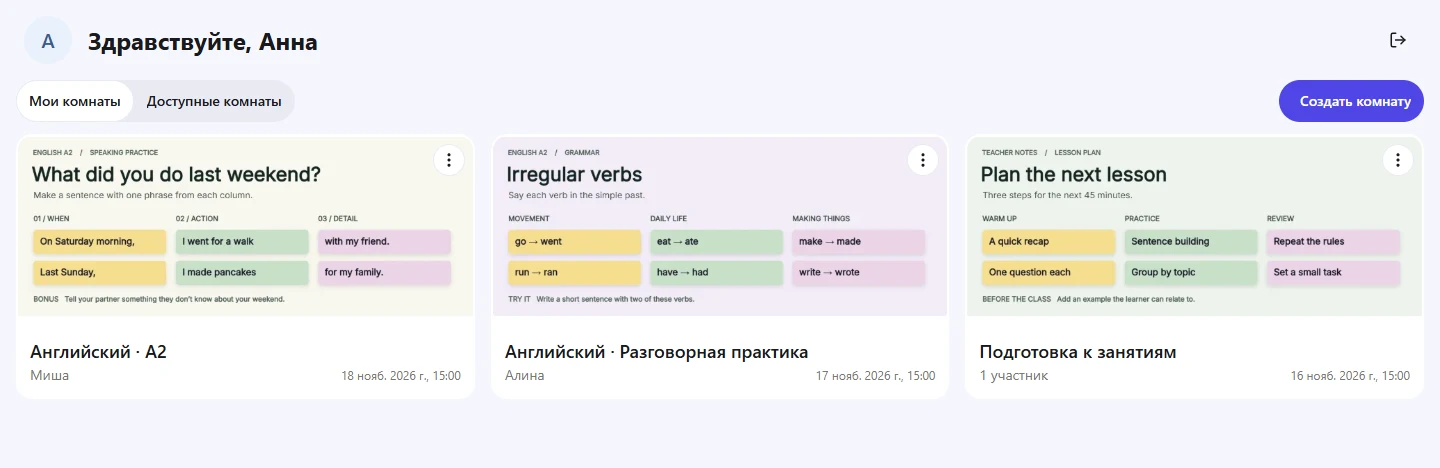 A
Здравствуйте, Анна
Мои комнаты
Доступные комнаты
Создать комнату
ENGLISH A2 / SPEAKING PRACTICE
What did you do last weekend?
Make a sentence with one phrase from each column.
01 / WHEN
02 / ACTION
03 / DETAIL
On Saturday morning,
I went for a walk
with my friend.
Last Sunday,
I made pancakes
for my family.
BONUS Tell your partner something they don't know about your weekend.
Английский · A2
Миша
18 нояб. 2026 г., 15:00
ENGLISH A2 / GRAMMAR
Irregular verbs
Say each verb in the simple past.
MOVEMENT
DAILY LIFE
MAKING THINGS
go → went
eat → ate
make → made
run → ran
have → had
write → wrote
TRY IT Write a short sentence with two of these verbs.
Английский · Разговорная практика
Алина
17 нояб. 2026 г., 15:00
TEACHER NOTES / LESSON PLAN
Plan the next lesson
Three steps for the next 45 minutes.
WARM UP
PRACTICE
REVIEW
A quick recap
Sentence building
Repeat the rules
One question each
Group by topic
Set a small task
BEFORE THE CLASS Add an example the learner can relate to.
Подготовка к занятиям
1 участник
16 нояб. 2026 г., 15:00